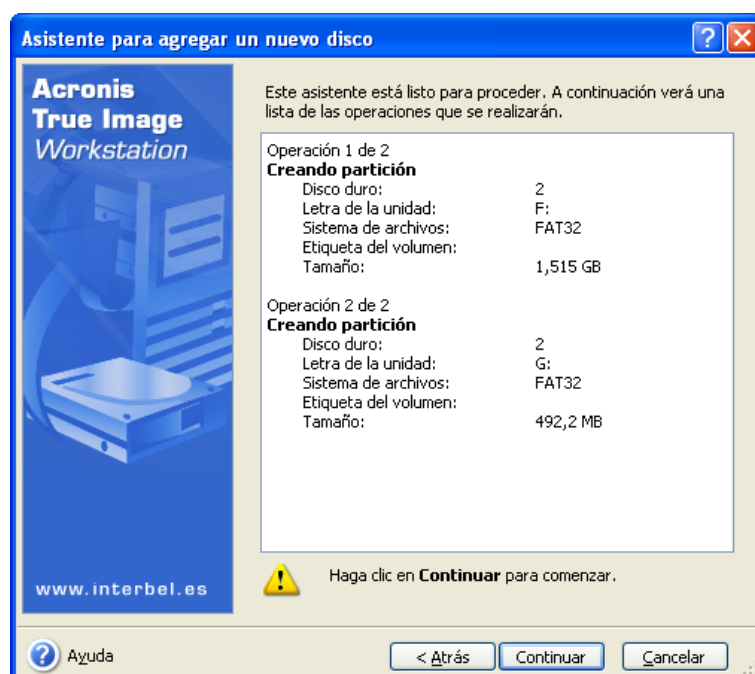 Asistente para agregar un nuevo disco
Acronis
True Image
Workstation
Este asistente está listo para proceder. A continuación verá una
lista de las operaciones que se realizarán.
Operación 1 de 2
Creando partición
Disco duro: 2
Letra de la unidad: F:
Sistema de archivos: FAT32
Etiqueta del volumen:
Tamaño: 1,515 GB
Operación 2 de 2
Creando partición
Disco duro: 2
Letra de la unidad: G:
Sistema de archivos: FAT32
Etiqueta del volumen:
Tamaño: 492,2 MB
Haga clic en Continuar para comenzar.
www.interbel.es
Ayuda
< Atrás
Continuar
Cancelar